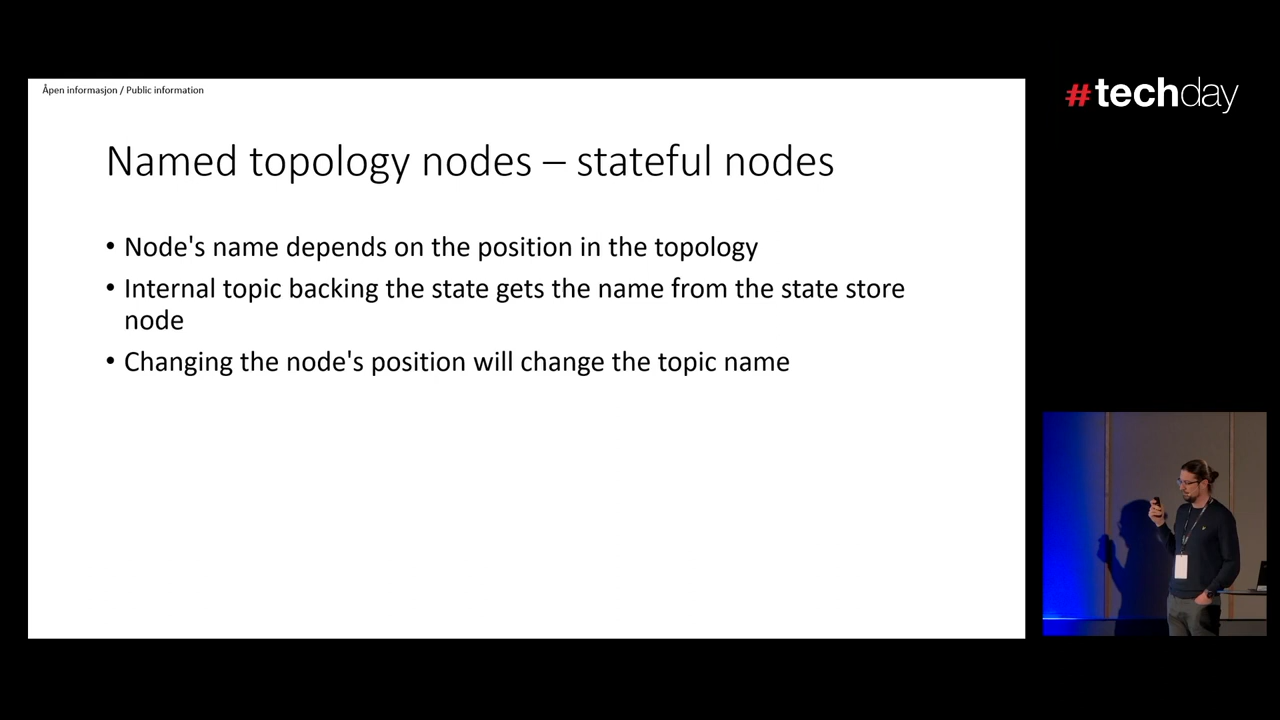 Åpen informasjon / Public information
#techday
Named topology nodes – stateful nodes
• Node's name depends on the position in the topology
• Internal topic backing the state gets the name from the state store
node
• Changing the node's position will change the topic name